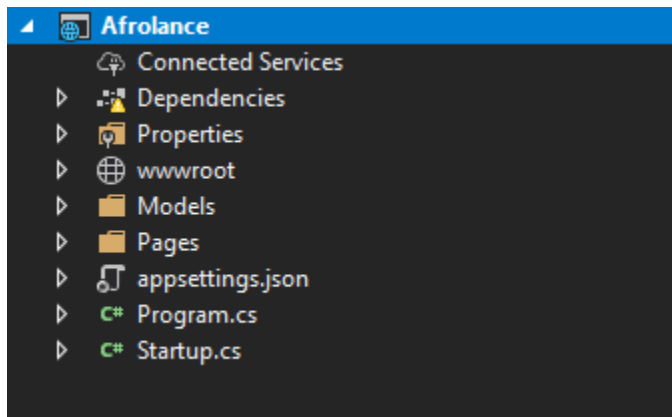 Afrolance
Connected Services
Dependencies
Properties
wwwroot
Models
Pages
appsettings.json
C# Program.cs
C# Startup.cs